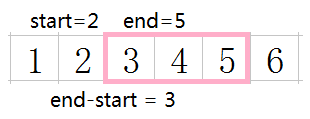 start=2 end=5
1 2 3 4 5 6
end-start = 3